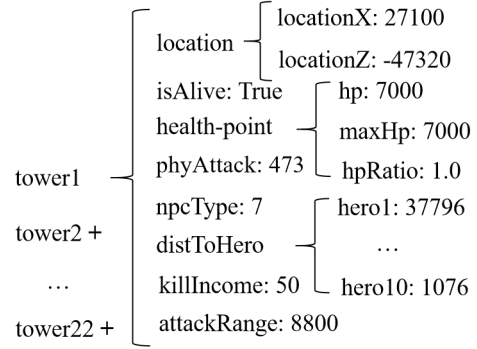 locationX: 27100
location
locationZ: -47320
isAlive: True
hp: 7000
health-point
maxHp: 7000
phyAttack: 473
hpRatio: 1.0
tower1
npcType: 7
hero1: 37796
tower2 +
distToHero
...
...
killIncome: 50
hero10: 1076
tower22 +
attackRange: 8800